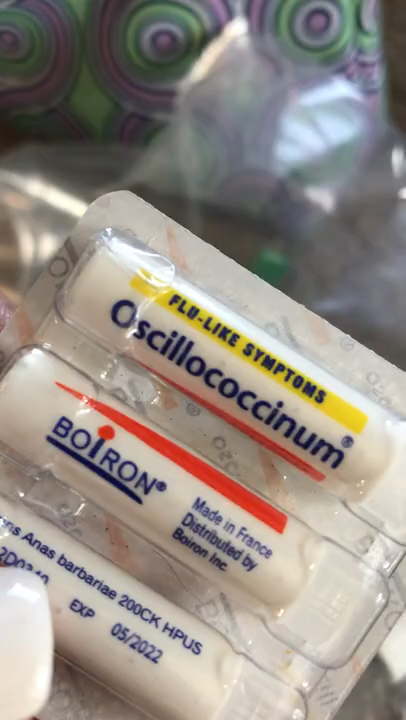 FLU-LIKE SYMPTOMS
Oscillococcinum®
BOIRON®
Made in France
Distributed by
Boiron Inc.
Anas barbariae 200CK HPUS
EXP 05/2022